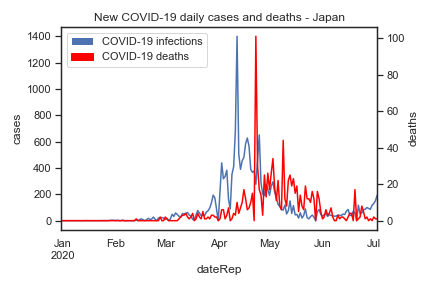 New COVID-19 daily cases and deaths - Japan
COVID-19 infections
COVID-19 deaths
1400
1200
1000
800
600
400
200
0
cases
100
80
60
40
20
0
deaths
Jan Feb Mar Apr May Jun Jul
2020
dateRep